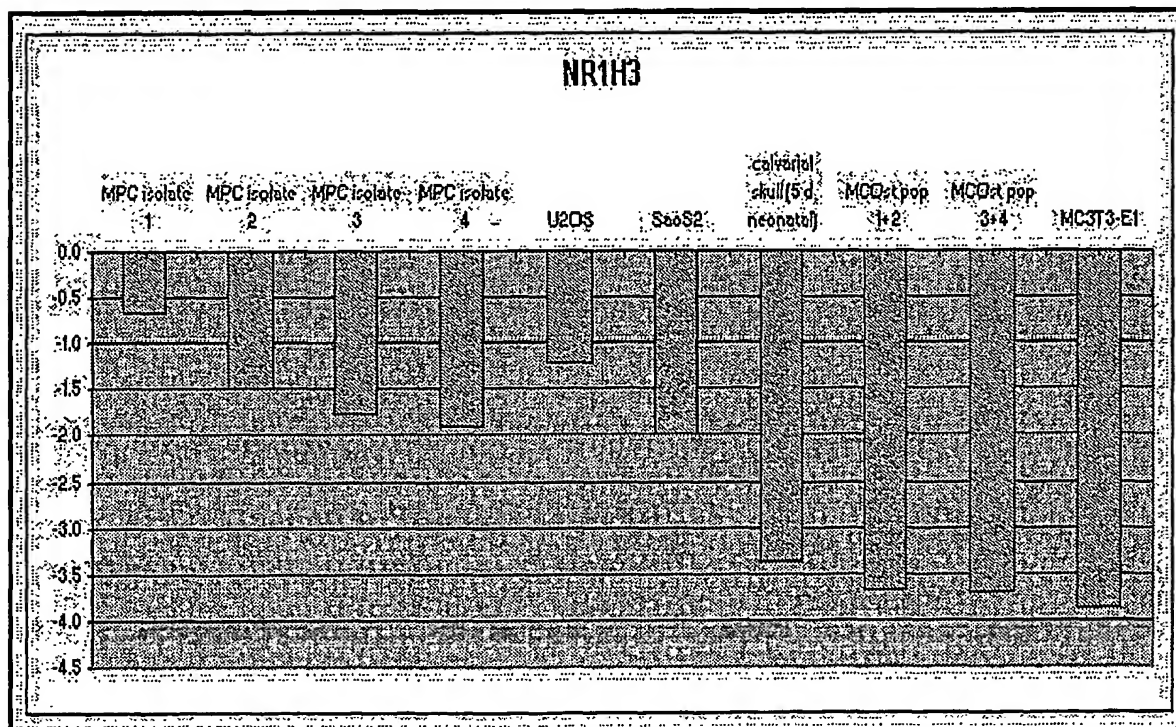 NR1H3
MPC isolate
1
MPC isolate
2
MPC isolate
3
MPC isolate
4
U2OS
SaoS2
calvarial
skull(5 d
neonatal)
MCOst pop
1+2
MCOst pop
3+4
MC3T3-E1
0.0
-0.5
-1.0
-1.5
-2.0
-2.5
-3.0
-3.5
-4.0
-4.5